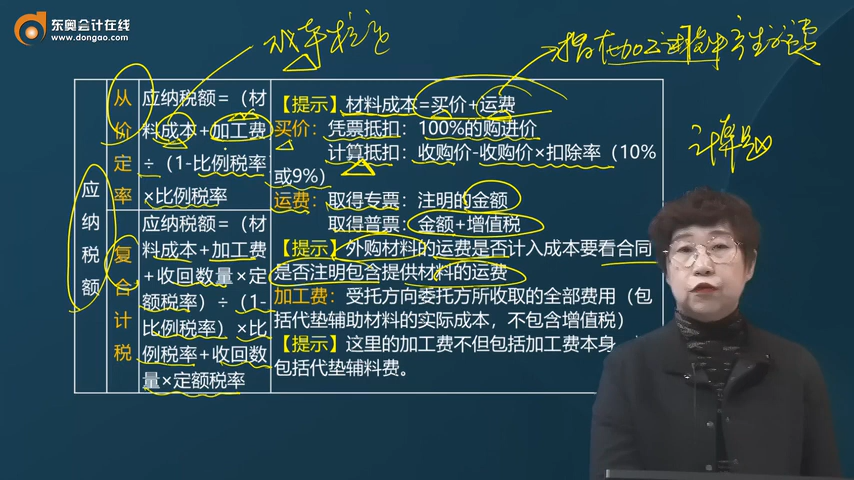 东奥会计在线
www.dongao.com
应纳税额
从价定率
应纳税额=（材
料成本+加工费）
÷（1-比例税率）
×比例税率
【提示】材料成本=买价+运费
买价：凭票抵扣：100%的购进价
计算抵扣：收购价-收购价×扣除率（10%
或9%）
运费：取得专票：注明的金额
取得普票：金额+增值税
复合计税
应纳税额=（材
料成本+加工费
+收回数量×定
额税率）÷（1-
比例税率）×比
例税率+收回数
量×定额税率
【提示】外购材料的运费是否计入成本要看合同
是否注明包含提供材料的运费
加工费：受托方向委托方所收取的全部费用（包
括代垫辅助材料的实际成本，不包含增值税）
【提示】这里的加工费不但包括加工费本身
包括代垫辅料费。
计算题